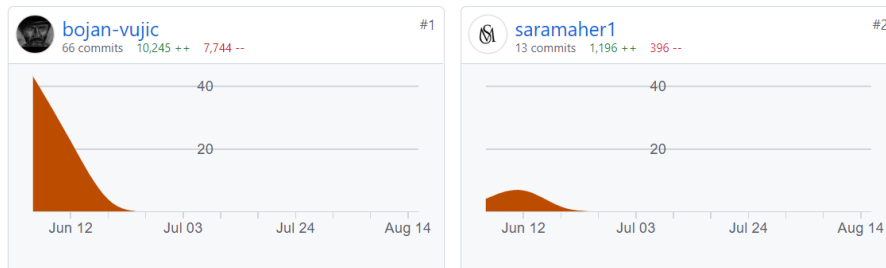 bojan-vujic
#1
66 commits 10,245 ++ 7,744 --
40
20
Jun 12 Jul 03 Jul 24 Aug 14
saramaher1
#2
13 commits 1,196 ++ 396 --
40
20
Jun 12 Jul 03 Jul 24 Aug 14